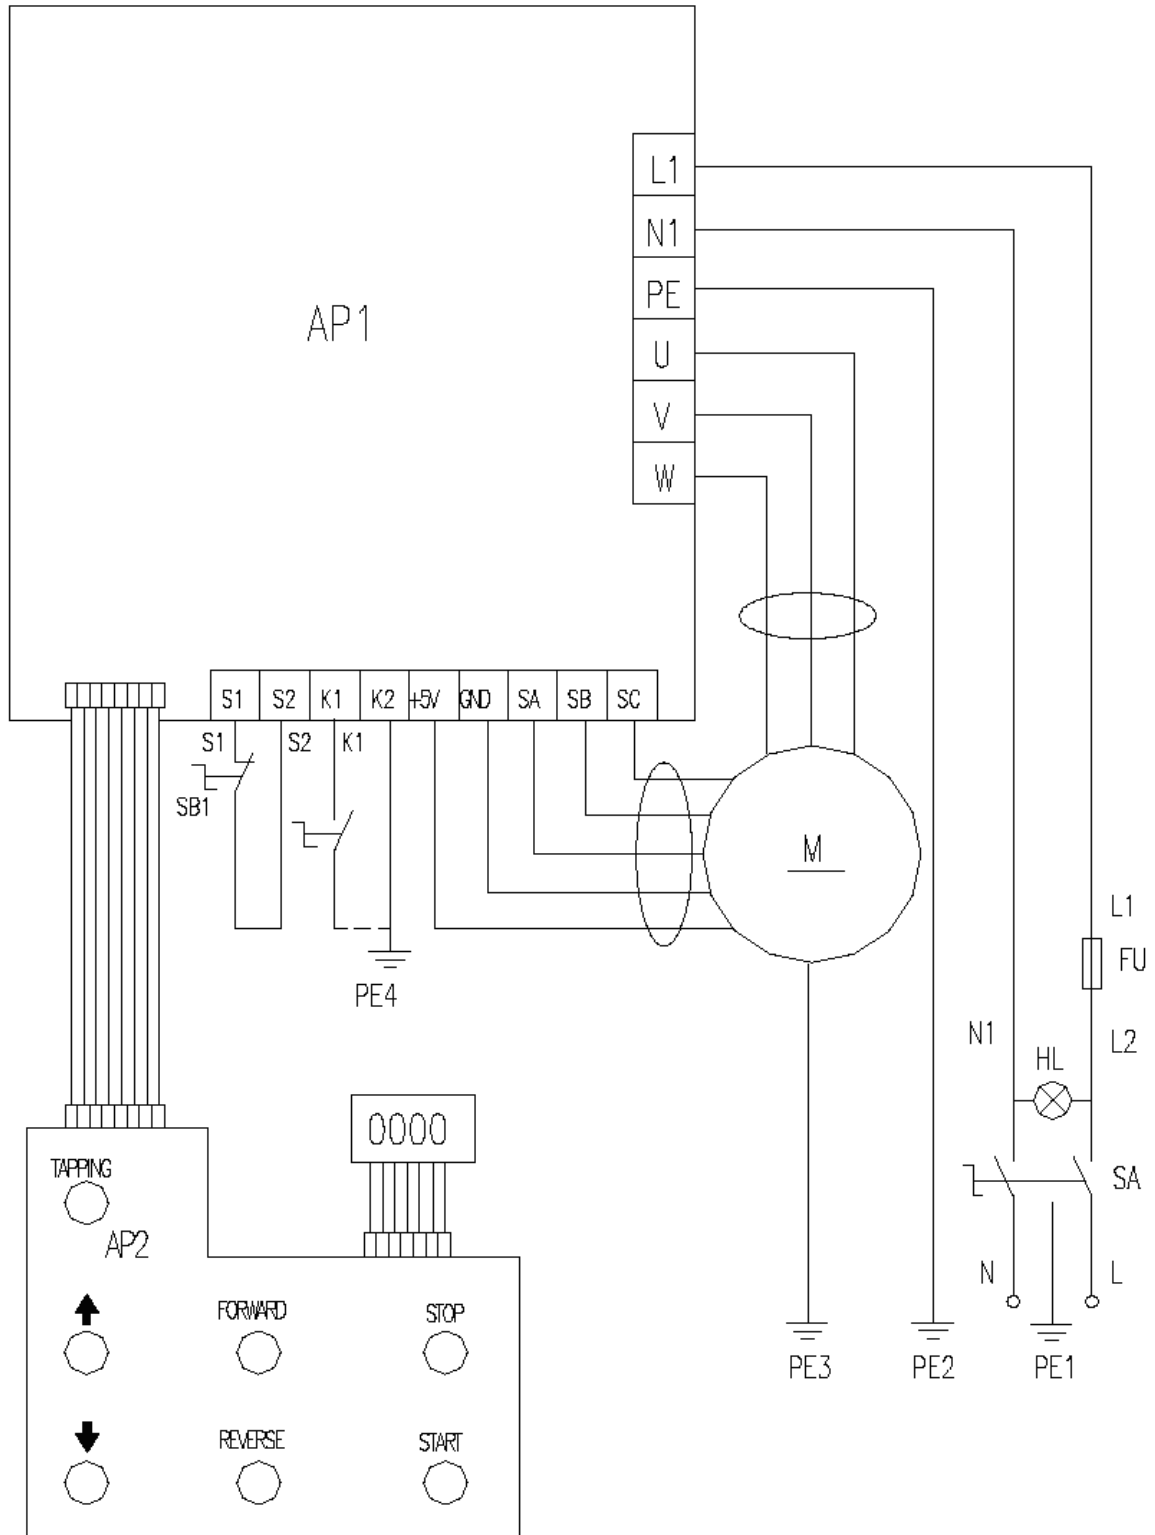 L1
N1
PE
AP1
U
V
W
S1 S2 K1 K2 +5V GND SA SB SC
S1 S2 K1
SB1
M
L1
FU
PE4
N1
L2
HL
0000
TAPPING
SA
AP2
N L
FORWARD STOP
PE3 PE2 PE1
REVERSE START